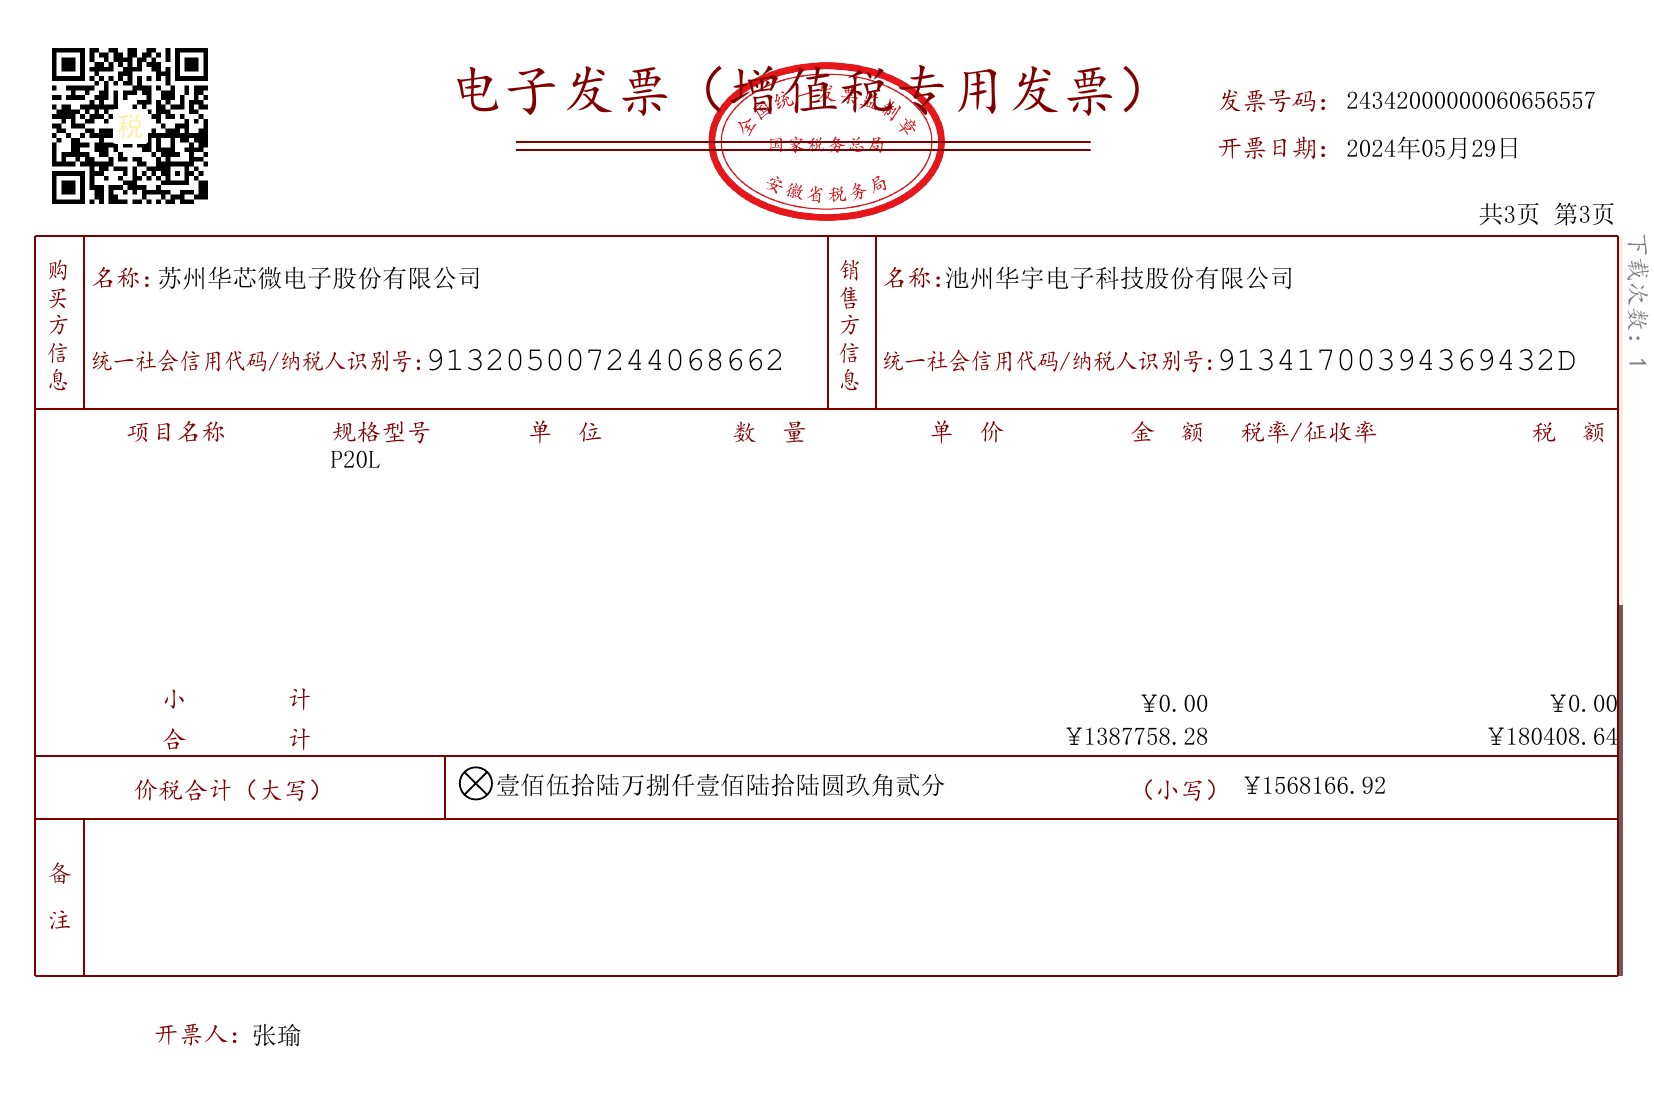 电子发票（增值税专用发票）
税
全国统一发票监制章
国家税务总局
安徽省税务局
发票号码：24342000000060656557
开票日期：2024年05月29日
共3页 第3页
下载次数：1
购买方信息
名称：苏州华芯微电子股份有限公司
统一社会信用代码/纳税人识别号：913205007244068662
销售方信息
名称：池州华宇电子科技股份有限公司
统一社会信用代码/纳税人识别号：91341700394369432D
项目名称 规格型号 单 位 数 量 单 价 金 额 税率/征收率 税 额
P20L
小 计 ¥0.00 ¥0.00
合 计 ¥1387758.28 ¥180408.64
价税合计（大写） 壹佰伍拾陆万捌仟壹佰陆拾陆圆玖角贰分 （小写） ¥1568166.92
备注
开票人：张瑜